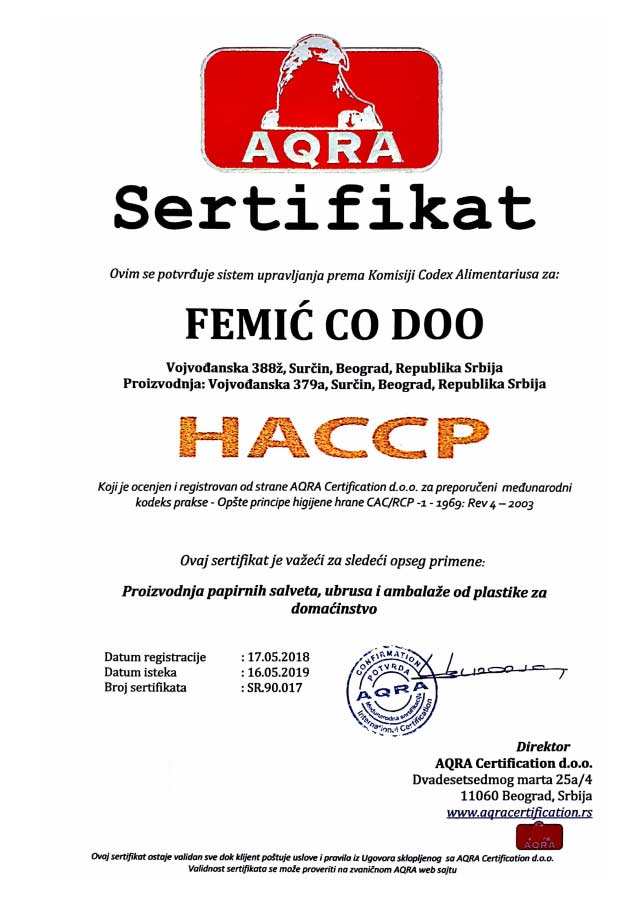 AQRA
Sertifikat
Ovim se potvrđuje sistem upravljanja prema Komisiji Codex Alimentariusa za:
FEMIĆ CO DOO
Vojvođanska 388ž, Surčin, Beograd, Republika Srbija
Proizvodnja: Vojvođanska 379a, Surčin, Beograd, Republika Srbija
HACCP
Koji je ocenjen i registrovan od strane AQRA Certification d.o.o. za preporučeni međunarodni
kodeks prakse - Opšte principe higijene hrane CAC/RCP -1 - 1969: Rev 4 – 2003
Ovaj sertifikat je važeći za sledeći opseg primene:
Proizvodnja papirnih salveta, ubrusa i ambalaže od plastike za
domaćinstvo
Datum registracije : 17.05.2018
Datum isteka : 16.05.2019
Broj sertifikata : SR.90.017
CONFIRMATION
POTVRDA
AQRA
Međunarodna sertifikacija
International Certification
Direktor
AQRA Certification d.o.o.
Dvadesetsedmog marta 25a/4
11060 Beograd, Srbija
www.aqracertification.rs
AQRA
Ovaj sertifikat ostaje validan sve dok klijent poštuje uslove i pravila iz Ugovora sklopljenog sa AQRA Certification d.o.o.
Validnost sertifikata se može proveriti na zvaničnom AQRA web sajtu